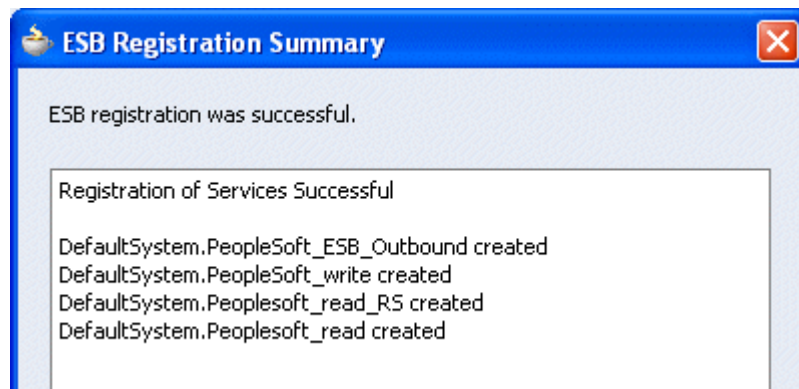 ESB Registration Summary
ESB registration was successful.
Registration of Services Successful
DefaultSystem.PeopleSoft_ESB_Outbound created
DefaultSystem.PeopleSoft_write created
DefaultSystem.Peoplesoft_read_RS created
DefaultSystem.Peoplesoft_read created